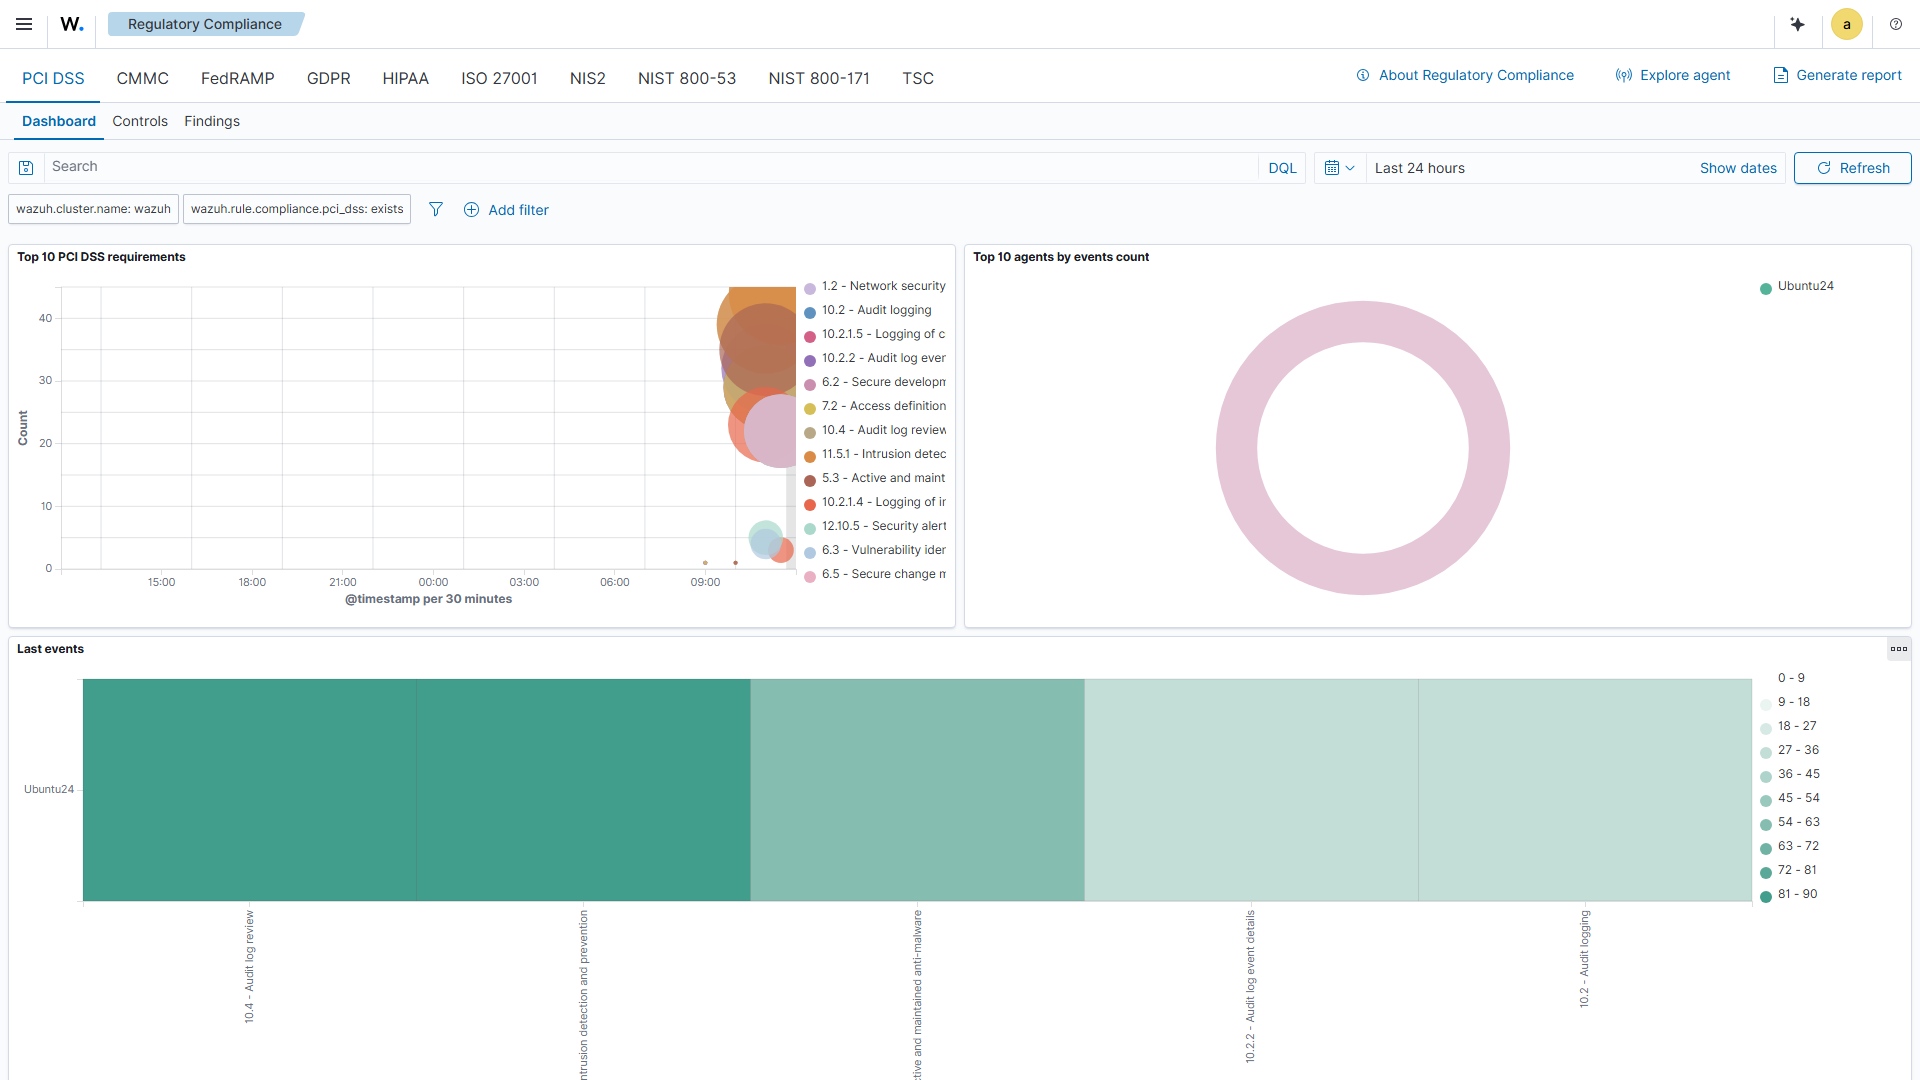 W.
Regulatory Compliance
a
PCI DSS
CMMC
FedRAMP
GDPR
HIPAA
ISO 27001
NIS2
NIST 800-53
NIST 800-171
TSC
About Regulatory Compliance
Explore agent
Generate report
Dashboard
Controls
Findings
Search
DQL
Last 24 hours
Show dates
Refresh
wazuh.cluster.name: wazuh
wazuh.rule.compliance.pci_dss: exists
Add filter
Top 10 PCI DSS requirements
Count
40
30
20
10
0
15:00
18:00
21:00
00:00
03:00
06:00
09:00
@timestamp per 30 minutes
1.2 - Network security
10.2 - Audit logging
10.2.1.5 - Logging of c
10.2.2 - Audit log ever
6.2 - Secure developm
7.2 - Access definition
10.4 - Audit log review
11.5.1 - Intrusion detec
5.3 - Active and maint
10.2.1.4 - Logging of ir
12.10.5 - Security alert
6.3 - Vulnerability ider
6.5 - Secure change m
Top 10 agents by events count
Ubuntu24
Last events
Ubuntu24
10.4 - Audit log review
ntrusion detection and prevention
ctive and maintained anti-malware
10.2.2 - Audit log event details
10.2 - Audit logging
0 - 9
9 - 18
18 - 27
27 - 36
36 - 45
45 - 54
54 - 63
63 - 72
72 - 81
81 - 90